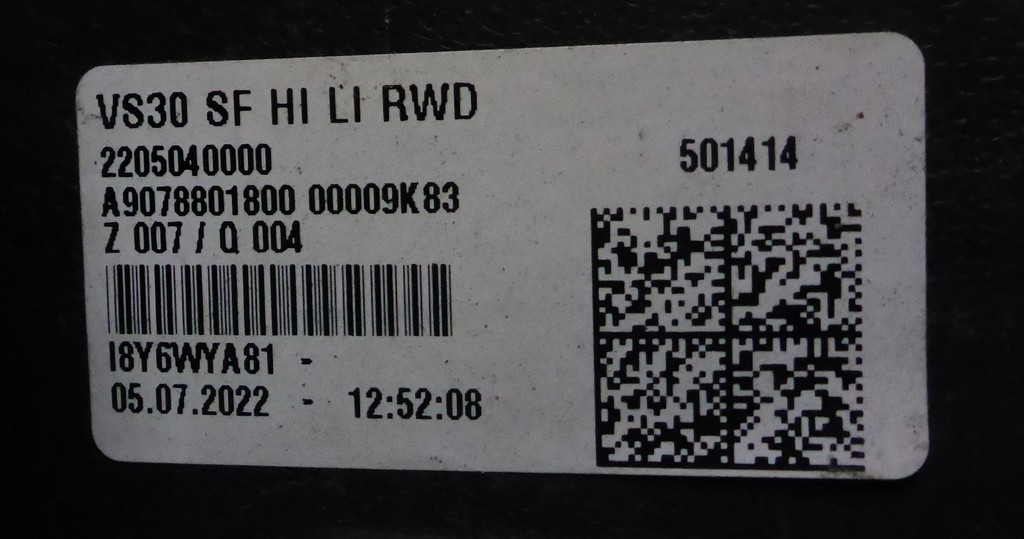 VS30 SF HI LI RWD
2205040000
A9078801800 00009K83
Z 007 / Q 004
I8Y6WYA81 -
05.07.2022 - 12:52:08
501414